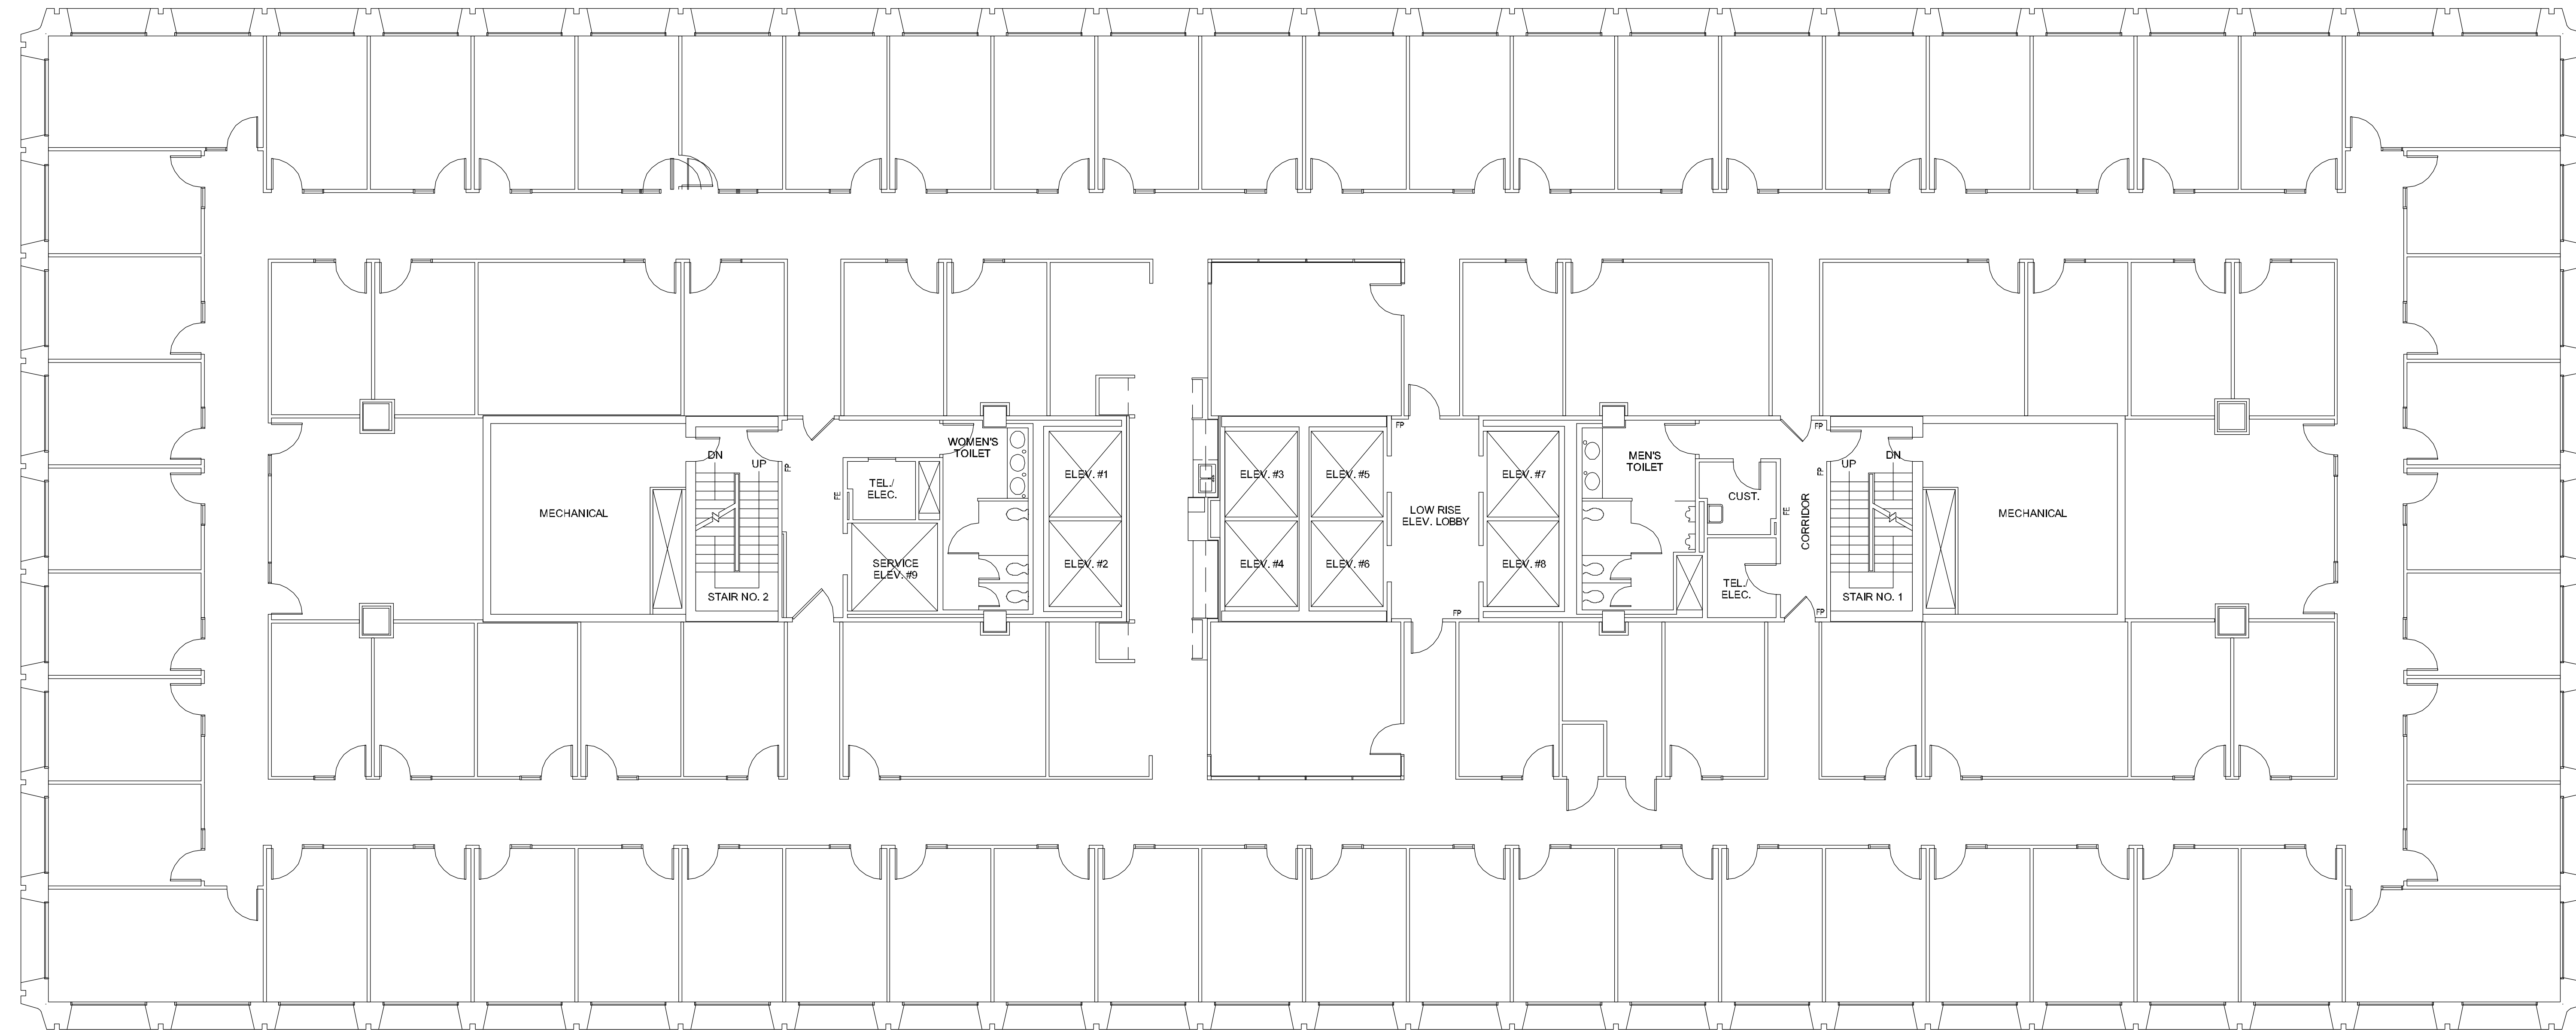 FP
FP
WOMEN'S
TOILET
MEN'S
TOILET
DN
UP
FP
UP
DN
FP
ELEV. #1
ELEV. #3
ELEV. #5
ELEV. #7
TEL./
ELEC.
FE
CUST.
MECHANICAL
LOW RISE
ELEV. LOBBY
FE
CORRIDOR
MECHANICAL
SERVICE
ELEV. #9
ELEV. #2
ELEV. #4
ELEV. #6
ELEV. #8
TEL./
ELEC.
STAIR NO. 2
STAIR NO. 1
FP
FP